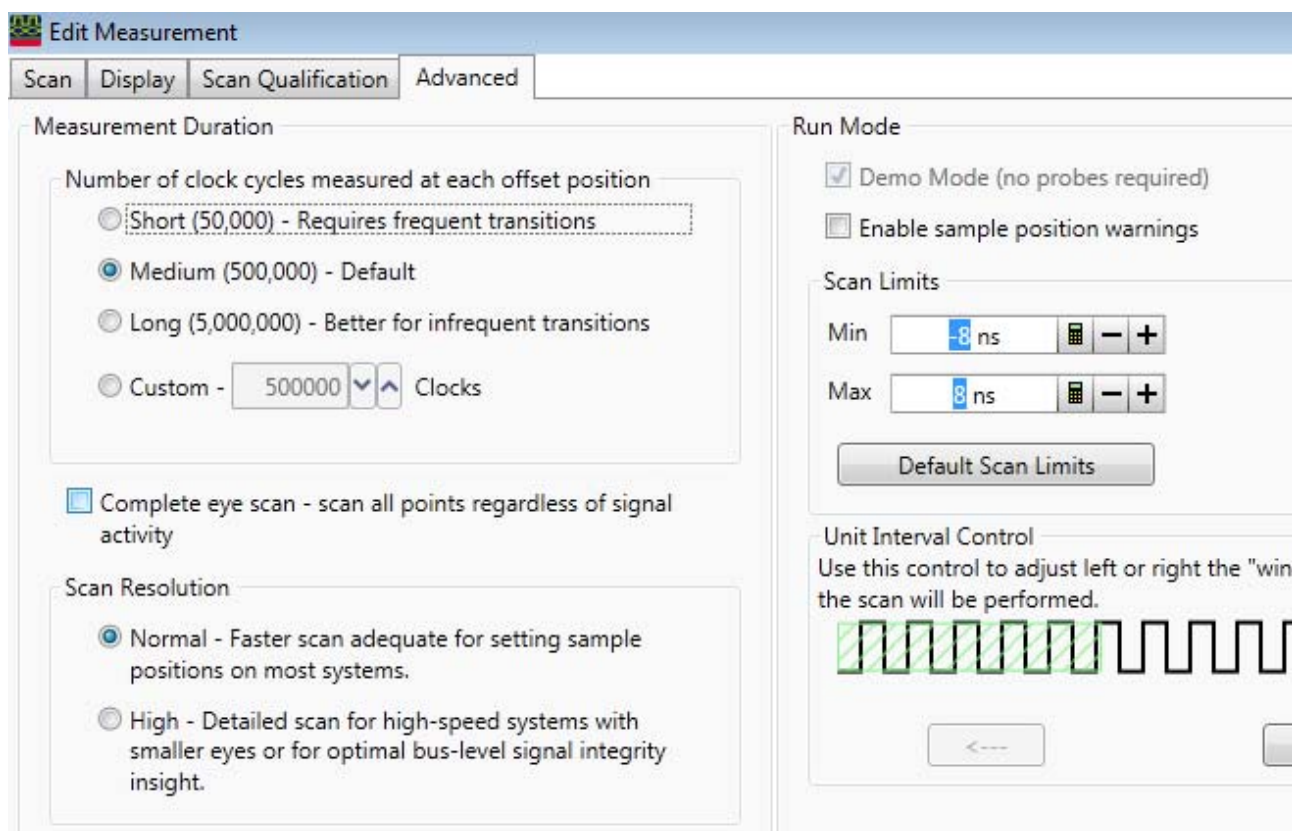 Edit Measurement
Scan Display Scan Qualification Advanced
Measurement Duration
Number of clock cycles measured at each offset position
Short (50,000) - Requires frequent transitions
Medium (500,000) - Default
Long (5,000,000) - Better for infrequent transitions
Custom - 500000 Clocks
Complete eye scan - scan all points regardless of signal
activity
Scan Resolution
Normal - Faster scan adequate for setting sample
positions on most systems.
High - Detailed scan for high-speed systems with
smaller eyes or for optimal bus-level signal integrity
insight.
Run Mode
Demo Mode (no probes required)
Enable sample position warnings
Scan Limits
Min -8 ns − +
Max 8 ns − +
Default Scan Limits
Unit Interval Control
Use this control to adjust left or right the "win
the scan will be performed.
<---